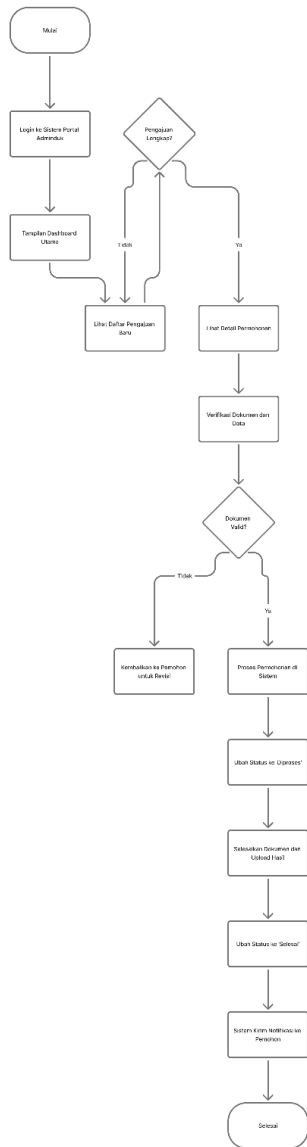 Mulai
Login ke Sistem Portal
Adminduk
Pengajuan
Lengkap?
Tampilan Dashboard
Utama
Tidak
Ya
Lihat Daftar Pengajuan
Baru
Lihat Detail Permohonan
Verifikasi Dokumen dan
Data
Dokumen
Valid?
Tidak
Ya
Kembalikan ke Pemohon
untuk Revisi
Proses Permohonan di
Sistem
Ubah Status ke 'Diproses'
Selesaikan Dokumen dan
Upload Hasil
Ubah Status ke 'Selesai'
Sistem Kirim Notifikasi ke
Pemohon
Selesai